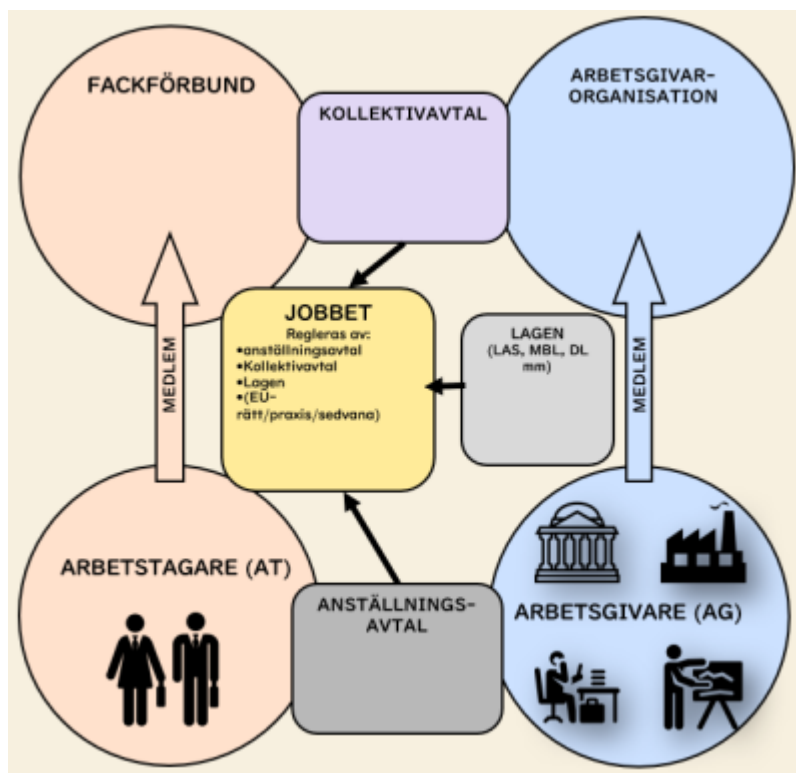 FACKFÖRBUND
ARBETSGIVAR-
ORGANISATION
KOLLEKTIVAVTAL
JOBBET
Regleras av:
•anställningsavtal
•Kollektivavtal
•Lagen
•(EU-
rätt/praxis/sedvana)
LAGEN
(LAS, MBL, DL
mm)
MEDLEM
MEDLEM
ARBETSTAGARE (AT)
ANSTÄLLNINGS-
AVTAL
ARBETSGIVARE (AG)